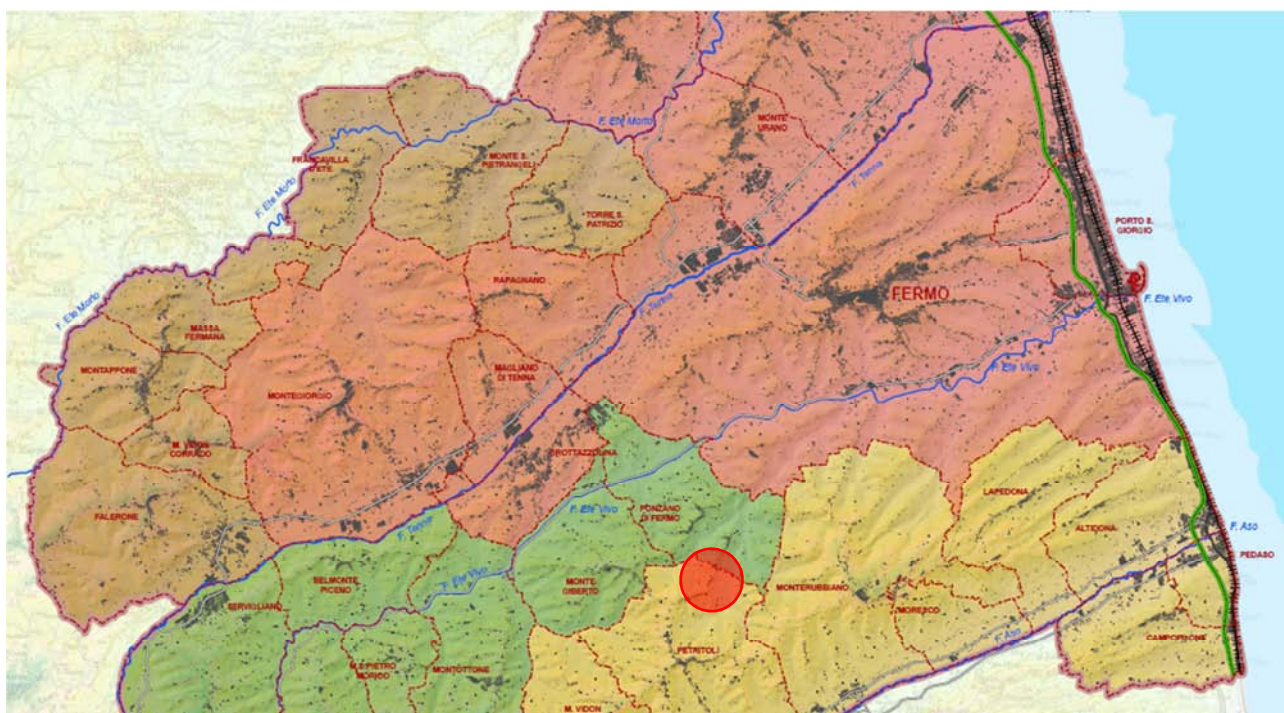 F. Ete Morto
MONTE
URANO
FRANCAVILLA
D'ETE
MONTE S.
PIETRANGELI
F. Ete Morto
F. Tenna
TORRE S.
PATRIZIO
PORTO S.
GIORGIO
F. Ete Morto
RAPAGNANO
FERMO
F. Ete Vivo
F. Tenna
MASSA
FERMANA
MONTAPPONE
MAGLIANO
DI TENNA
F. Ete Vivo
MONTEGIORGIO
M. VIDON
CORRADO
GROTTAZZOLINA
LAPEDONA
FALERONE
F. Ete Vivo
PONZANO
DI FERMO
F. Tenna
ALTIDONA
F. Aso
PEDASO
BELMONTE
PICENO
F. Ete Vivo
MONTE
GIBERTO
MONTERUBBIANO
SERVIGLIANO
MORESCO
F. Aso
CAMPOFILONE
PETRITOLI
M.S.PIETRO
MORICO
MONTOTTONE
M. VIDON